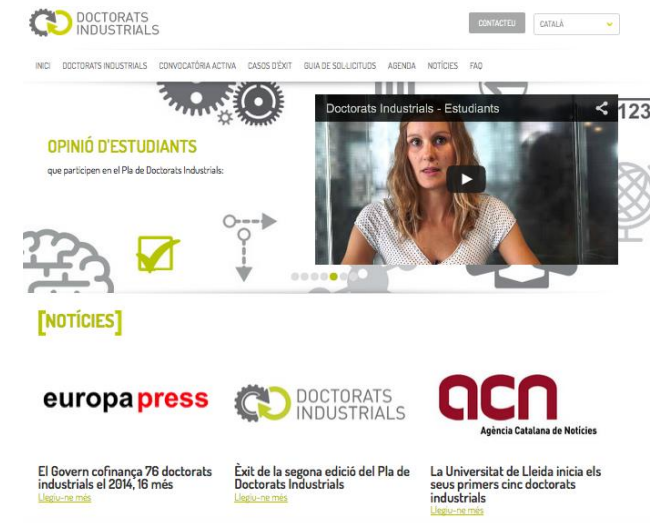 DOCTORATS
INDUSTRIALS
CONTACTEU
CATALÀ
INICI DOCTORATS INDUSTRIALS CONVOCATÒRIA ACTIVA CASOS D'ÈXIT GUIA DE SOL·LICITUDS AGENDA NOTÍCIES FAQ
Doctorats Industrials - Estudiants
123
OPINIÓ D'ESTUDIANTS
que participen en el Pla de Doctorats Industrials:
[NOTÍCIES]
europapress
DOCTORATS
INDUSTRIALS
acn
Agència Catalana de Notícies
El Govern cofinança 76 doctorats
industrials el 2014, 16 més
Llegiu-ne més
Èxit de la segona edició del Pla de
Doctorats Industrials
Llegiu-ne més
La Universitat de Lleida inicia els
seus primers cinc doctorats
industrials
Llegiu-ne més